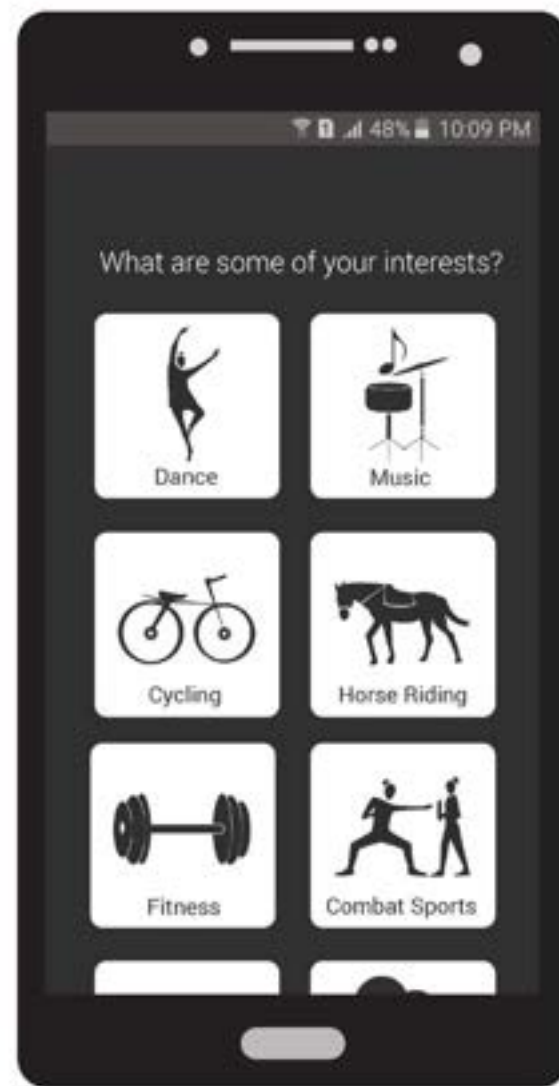 48% 10:09 PM
What are some of your interests?
Dance
Music
Cycling
Horse Riding
Fitness
Combat Sports